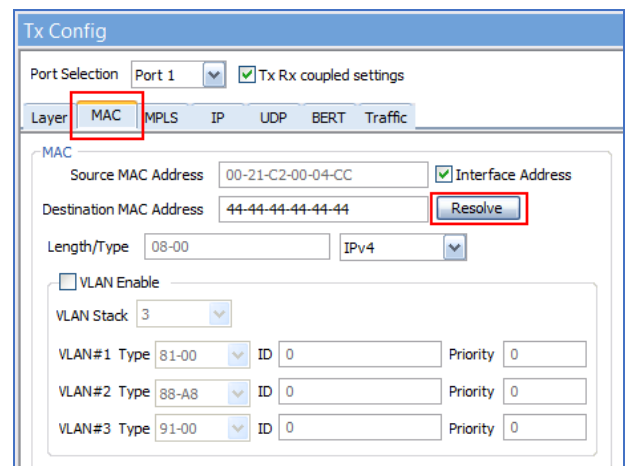 Tx Config
Port Selection Port 1 Tx Rx coupled settings
Layer MAC MPLS IP UDP BERT Traffic
MAC
Source MAC Address 00-21-C2-00-04-CC Interface Address
Destination MAC Address 44-44-44-44-44-44 Resolve
Length/Type 08-00 IPv4
VLAN Enable
VLAN Stack 3
VLAN#1 Type 81-00 ID 0 Priority 0
VLAN#2 Type 88-A8 ID 0 Priority 0
VLAN#3 Type 91-00 ID 0 Priority 0